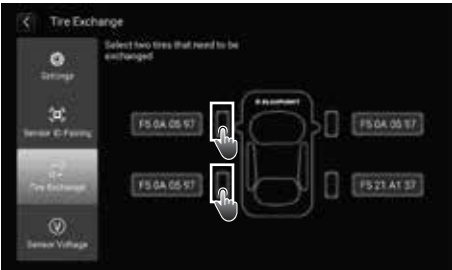 Tire Exchange
Select two tires that need to be
exchanged
Settings
Sensor ID Pairing
Tire Exchange
Sensor Voltage
BLAUPUNKT
F5 0A 05 97
F5 0A 05 97
F5 0A 05 97
F5 21 A1 37